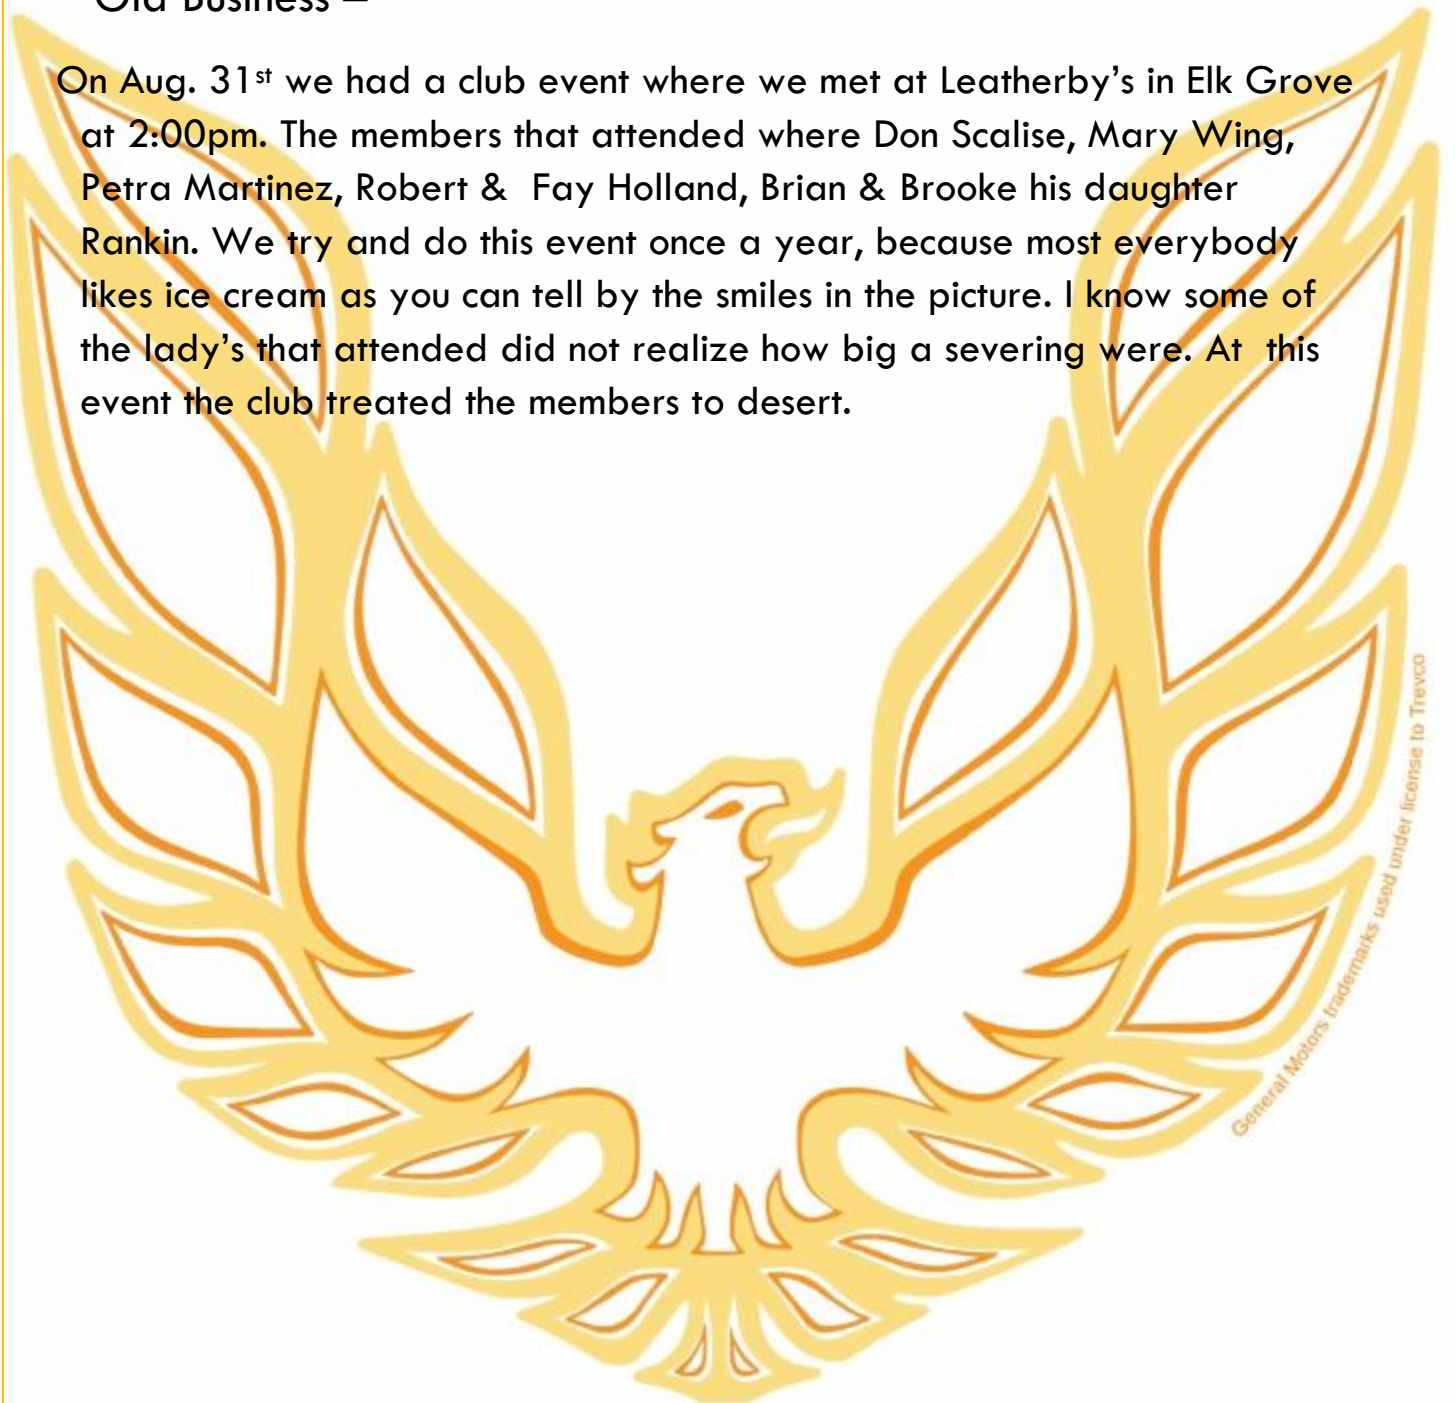 Old Business –
On Aug. 31st we had a club event where we met at Leatherby’s in Elk Grove
at 2:00pm. The members that attended where Don Scalise, Mary Wing,
Petra Martinez, Robert &  Fay Holland, Brian & Brooke his daughter
Rankin. We try and do this event once a year, because most everybody
likes ice cream as you can tell by the smiles in the picture. I know some of
the lady’s that attended did not realize how big a severing were. At  this
event the club treated the members to desert.
General Motors trademarks used under license to Trevco